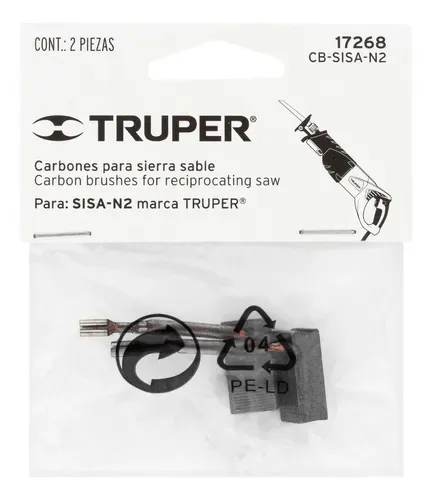 CONT.: 2 PIEZAS
17268
CB-SISA-N2
TRUPER®
Carbones para sierra sable
Carbon brushes for reciprocating saw
Para: SISA-N2 marca TRUPER®
04
PE-LD